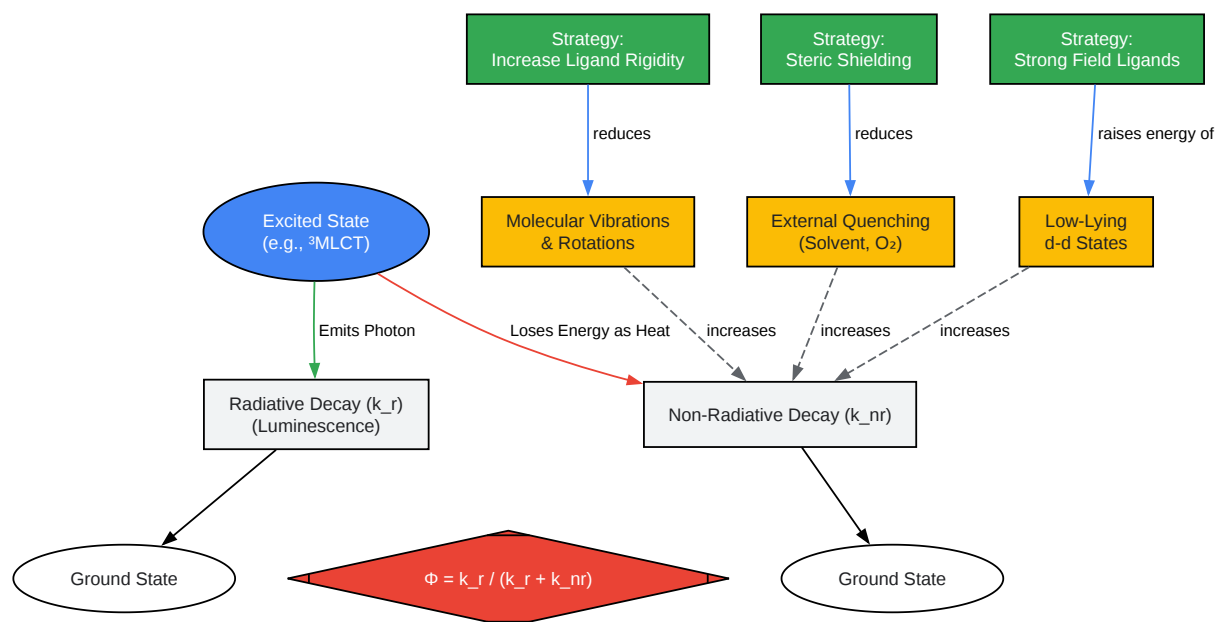 Strategy:
Increase Ligand Rigidity
Strategy:
Steric Shielding
Strategy:
Strong Field Ligands
reduces
reduces
raises energy of
Excited State
(e.g., ³MLCT)
Molecular Vibrations
& Rotations
External Quenching
(Solvent, O₂)
Low-Lying
d-d States
Emits Photon
Loses Energy as Heat
increases
increases
increases
Radiative Decay (k_r)
(Luminescence)
Non-Radiative Decay (k_nr)
Ground State
Φ = k_r / (k_r + k_nr)
Ground State